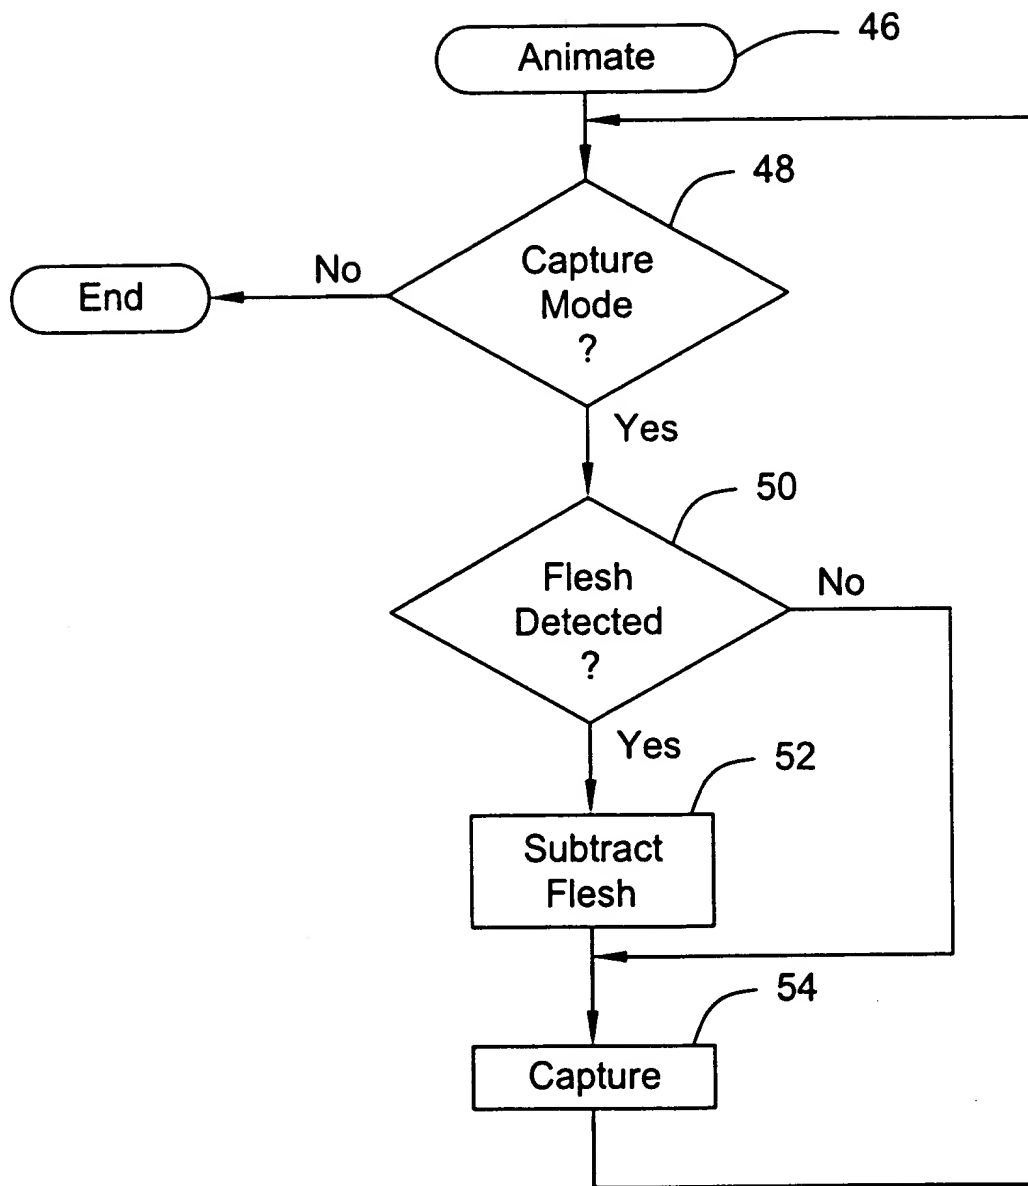 46
Animate
48
Capture
Mode
?
No
End
Yes
50
Flesh
Detected
?
No
Yes
52
Subtract
Flesh
54
Capture